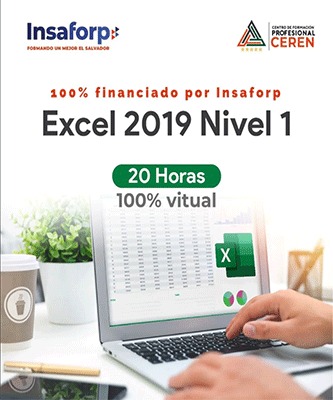 Insaforp
FORMANDO UN MEJOR EL SALVADOR
CENTRO DE FORMACIÓN
PROFESIONAL
CEREN
100% financiado por Insaforp
Excel 2019 Nivel 1
20 Horas
100% vitual
X